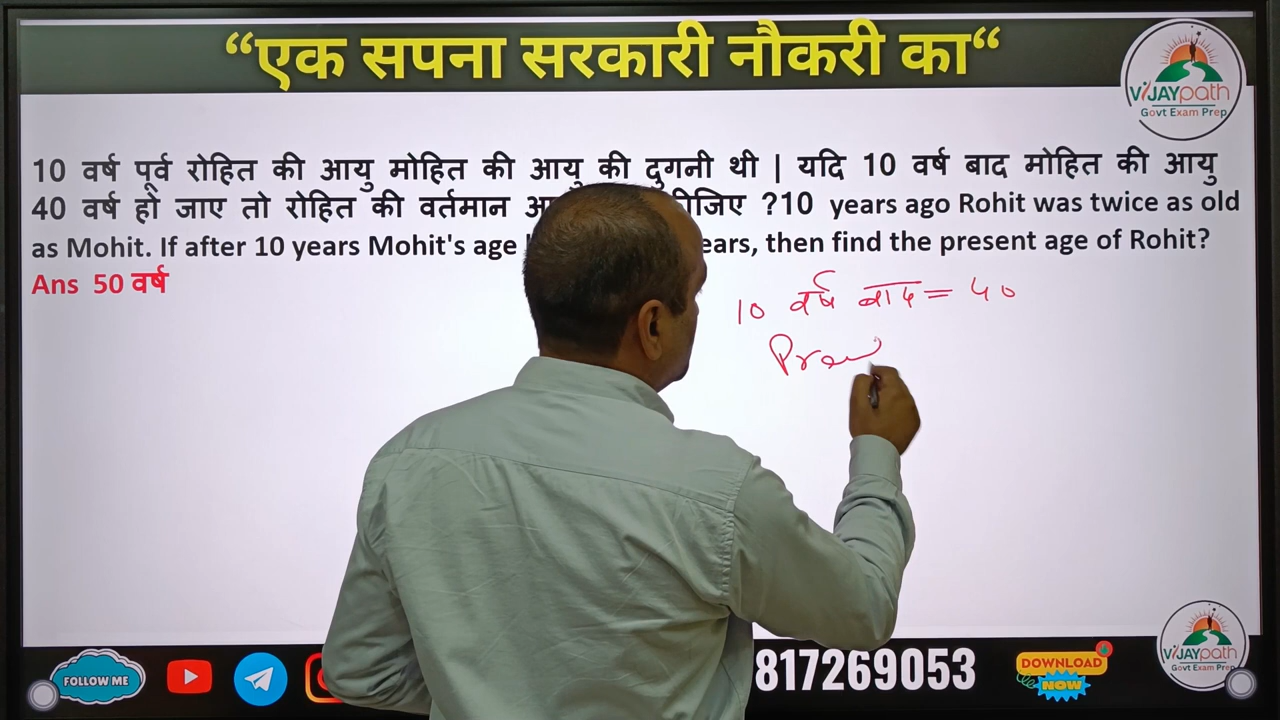 “एक सपना सरकारी नौकरी का“
VIJAYpath
Govt Exam Prep
10 वर्ष पूर्व रोहित की आयु मोहित की आयु की दुगनी थी | यदि 10 वर्ष बाद मोहित की आयु
40 वर्ष हो जाए तो रोहित की वर्तमान ?10 years ago Rohit was twice as old
as Mohit. If after 10 years Mohit's age then find the present age of Rohit?
Ans 50 वर्ष
10 वर्ष बाद = 40
FOLLOW ME
817269053
DOWNLOAD
NOW
VIJAYpath
Govt Exam Prep